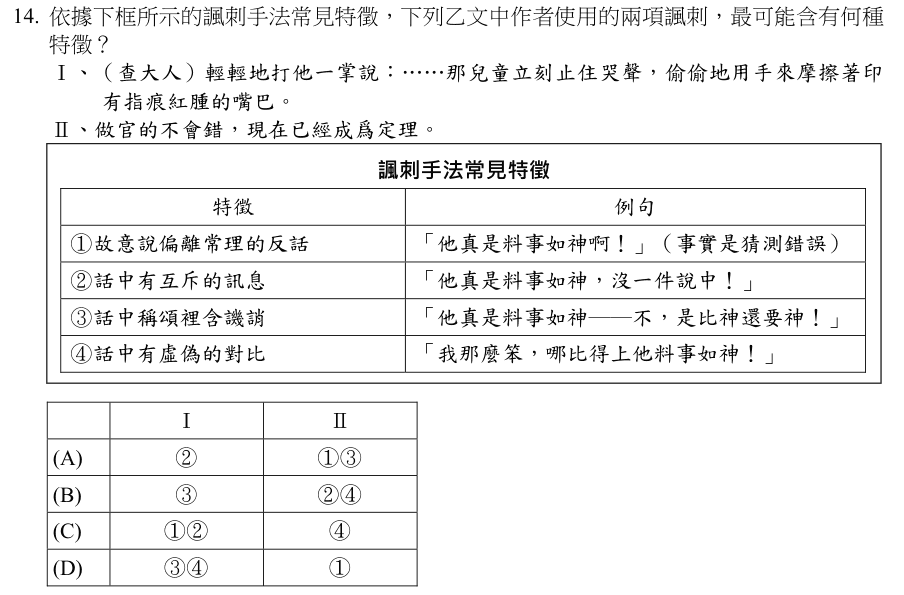 14. 依據下框所示的諷刺手法常見特徵，下列乙文中作者使用的兩項諷刺，最可能含有何種
特徵？
Ⅰ、（查大人）輕輕地打他一掌說：……那兒童立刻止住哭聲，偷偷地用手來摩擦著印
有指痕紅腫的嘴巴。
Ⅱ、做官的不會錯，現在已經成為定理。
諷刺手法常見特徵
特徵 例句
①故意說偏離常理的反話 「他真是料事如神啊！」（事實是猜測錯誤）
②話中有互斥的訊息 「他真是料事如神，沒一件說中！」
③話中稱頌裡含譏誚 「他真是料事如神──不，是比神還要神！」
④話中有虛偽的對比 「我那麼笨，哪比得上他料事如神！」
Ⅰ Ⅱ
(A) ② ①③
(B) ③ ②④
(C) ①② ④
(D) ③④ ①